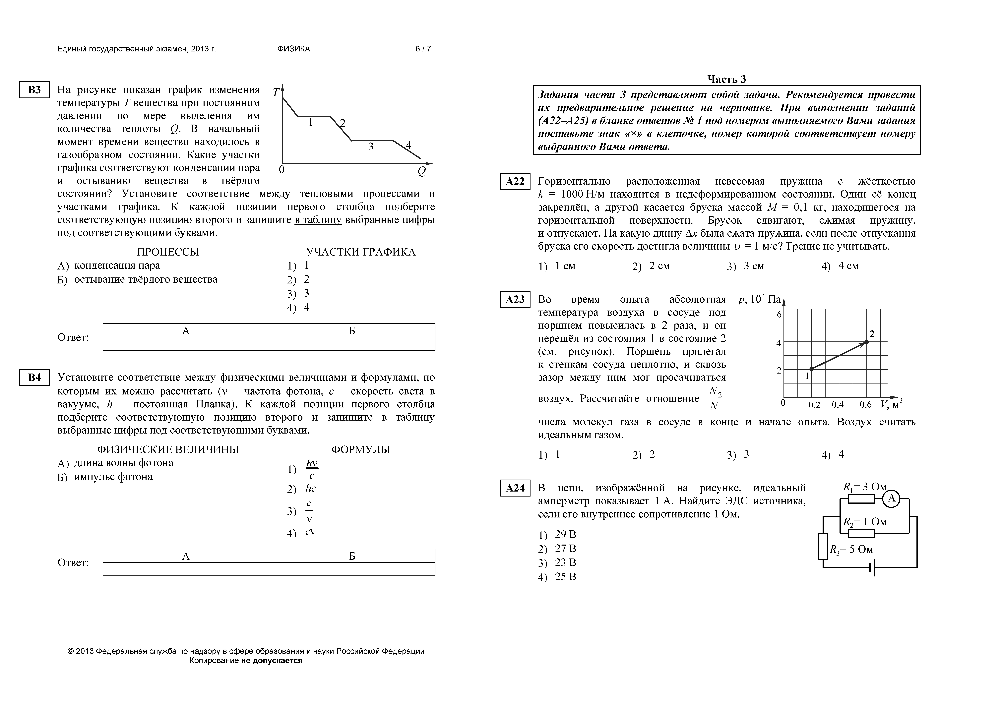 Единый государственный экзамен, 2013 г. ФИЗИКА 6 / 7
B3
На рисунке показан график изменения
температуры T вещества при постоянном
давлении по мере выделения им
количества теплоты Q. В начальный
момент времени вещество находилось в
газообразном состоянии. Какие участки
графика соответствуют конденсации пара
и остыванию вещества в твёрдом
состоянии? Установите соответствие между тепловыми процессами и
участками графика. К каждой позиции первого столбца подберите
соответствующую позицию второго и запишите в таблицу выбранные цифры
под соответствующими буквами.
T
1
2
3
4
0
Q
ПРОЦЕССЫ УЧАСТКИ ГРАФИКА
А) конденсация пара 1) 1
Б) остывание твёрдого вещества 2) 2
3) 3
4) 4
А Б
Ответ:
B4
Установите соответствие между физическими величинами и формулами, по
которым их можно рассчитать (ν – частота фотона, c – скорость света в
вакууме, h – постоянная Планка). К каждой позиции первого столбца
подберите соответствующую позицию второго и запишите в таблицу
выбранные цифры под соответствующими буквами.
ФИЗИЧЕСКИЕ ВЕЛИЧИНЫ ФОРМУЛЫ
А) длина волны фотона
Б) импульс фотона
1) hν/c
2) hc
3) c/ν
4) cν
А Б
Ответ:
© 2013 Федеральная служба по надзору в сфере образования и науки Российской Федерации
Копирование не допускается
Часть 3
Задания части 3 представляют собой задачи. Рекомендуется провести
их предварительное решение на черновике. При выполнении заданий
(А22–А25) в бланке ответов № 1 под номером выполняемого Вами задания
поставьте знак «×» в клеточке, номер которой соответствует номеру
выбранного Вами ответа.
A22
Горизонтально расположенная невесомая пружина с жёсткостью
k = 1000 Н/м находится в недеформированном состоянии. Один её конец
закреплён, а другой касается бруска массой M = 0,1 кг, находящегося на
горизонтальной поверхности. Брусок сдвигают, сжимая пружину,
и отпускают. На какую длину Δx была сжата пружина, если после отпускания
бруска его скорость достигла величины υ = 1 м/с? Трение не учитывать.
1) 1 см 2) 2 см 3) 3 см 4) 4 см
A23
Во время опыта абсолютная
температура воздуха в сосуде под
поршнем повысилась в 2 раза, и он
перешёл из состояния 1 в состояние 2
(см. рисунок). Поршень прилегал
к стенкам сосуда неплотно, и сквозь
зазор между ним мог просачиваться
воздух. Рассчитайте отношение N₂/N₁
числа молекул газа в сосуде в конце и начале опыта. Воздух считать
идеальным газом.
p, 10³ Па
6
4
2
2
1
0 0,2 0,4 0,6 V, м³
1) 1 2) 2 3) 3 4) 4
A24
В цепи, изображённой на рисунке, идеальный
амперметр показывает 1 А. Найдите ЭДС источника,
если его внутреннее сопротивление 1 Ом.
1) 29 В
2) 27 В
3) 23 В
4) 25 В
R₁= 3 Ом
A
R₂= 1 Ом
R₃= 5 Ом